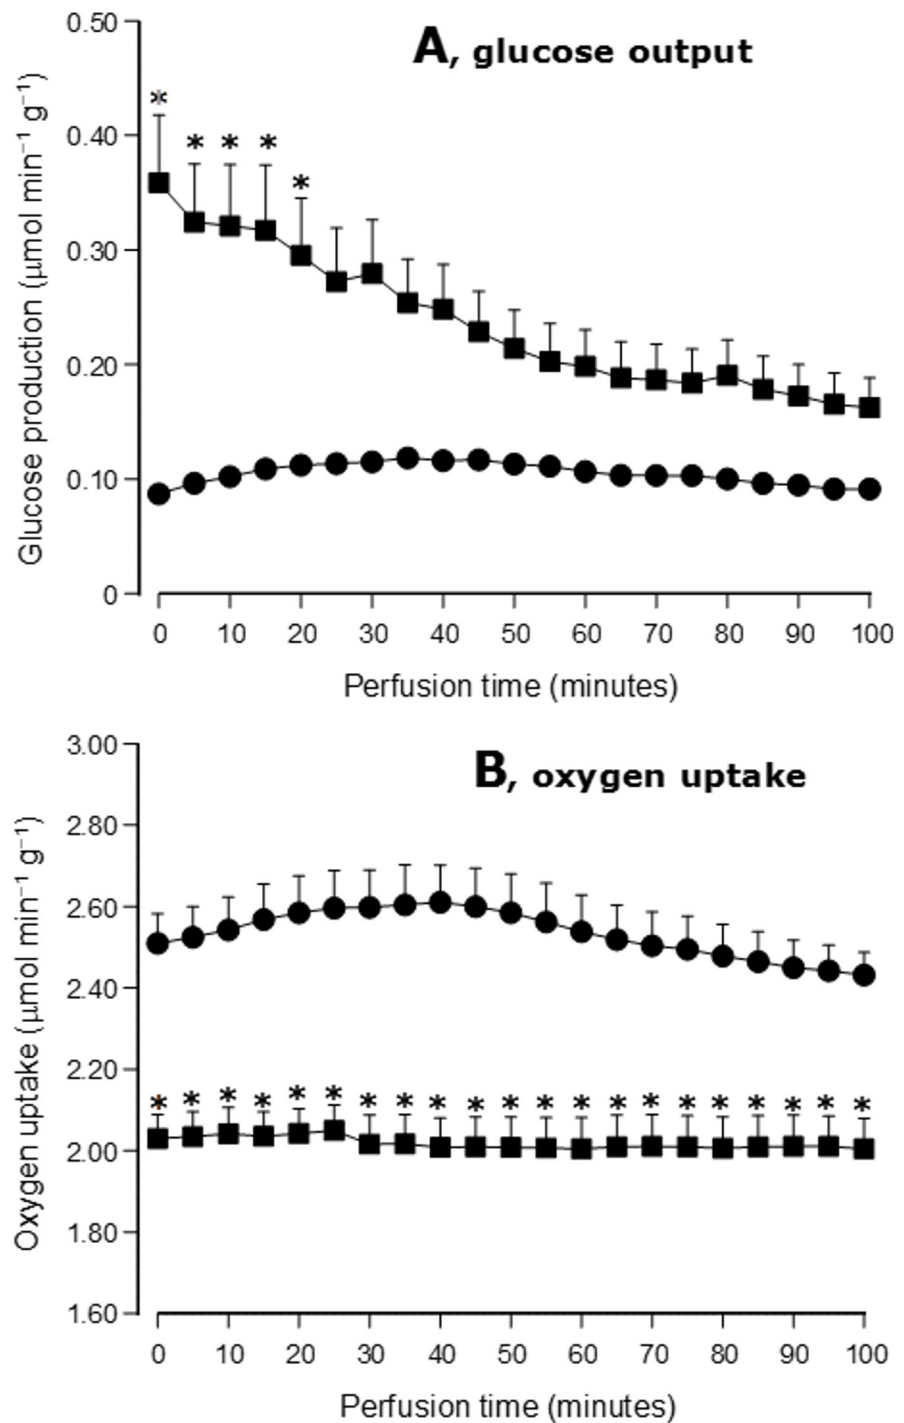 A, glucose output
Glucose production (μmol min⁻¹ g⁻¹)
0.50
0.40
0.30
0.20
0.10
0
* * * * *
0 10 20 30 40 50 60 70 80 90 100
Perfusion time (minutes)
B, oxygen uptake
Oxygen uptake (μmol min⁻¹ g⁻¹)
3.00
2.80
2.60
2.40
2.20
2.00
1.80
1.60
* * * * * * * * * * * * * * * * * * * * *
0 10 20 30 40 50 60 70 80 90 100
Perfusion time (minutes)